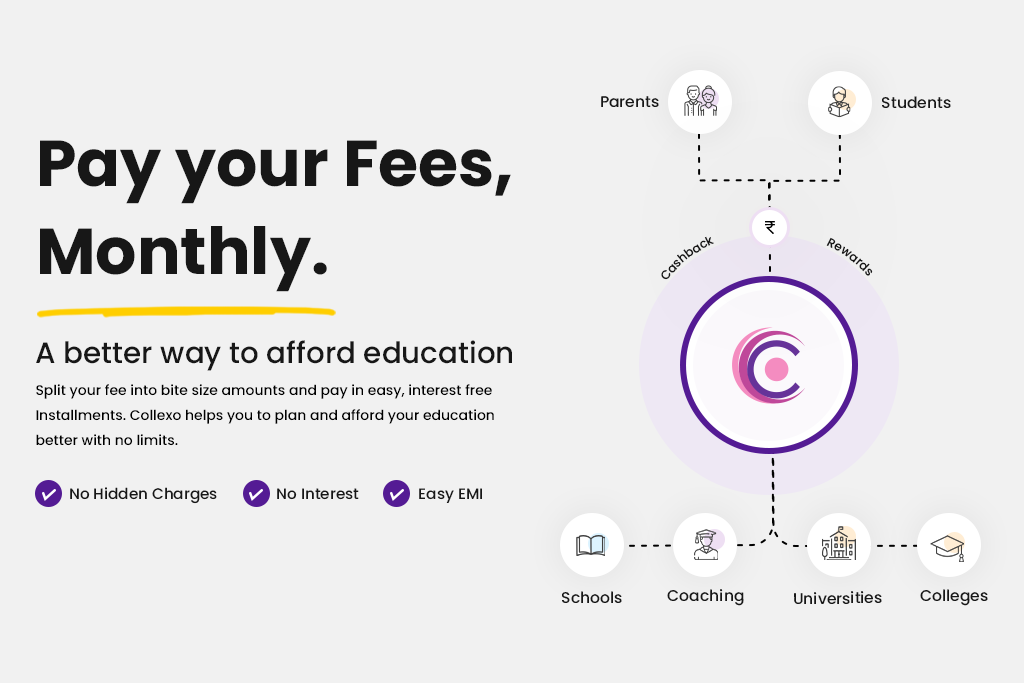 Pay your Fees,
Monthly.
A better way to afford education
Split your fee into bite size amounts and pay in easy, interest free
Installments. Collexo helps you to plan and afford your education
better with no limits.
No Hidden Charges
No Interest
Easy EMI
Parents
Students
₹
Cashback
Rewards
Schools
Coaching
Universities
Colleges